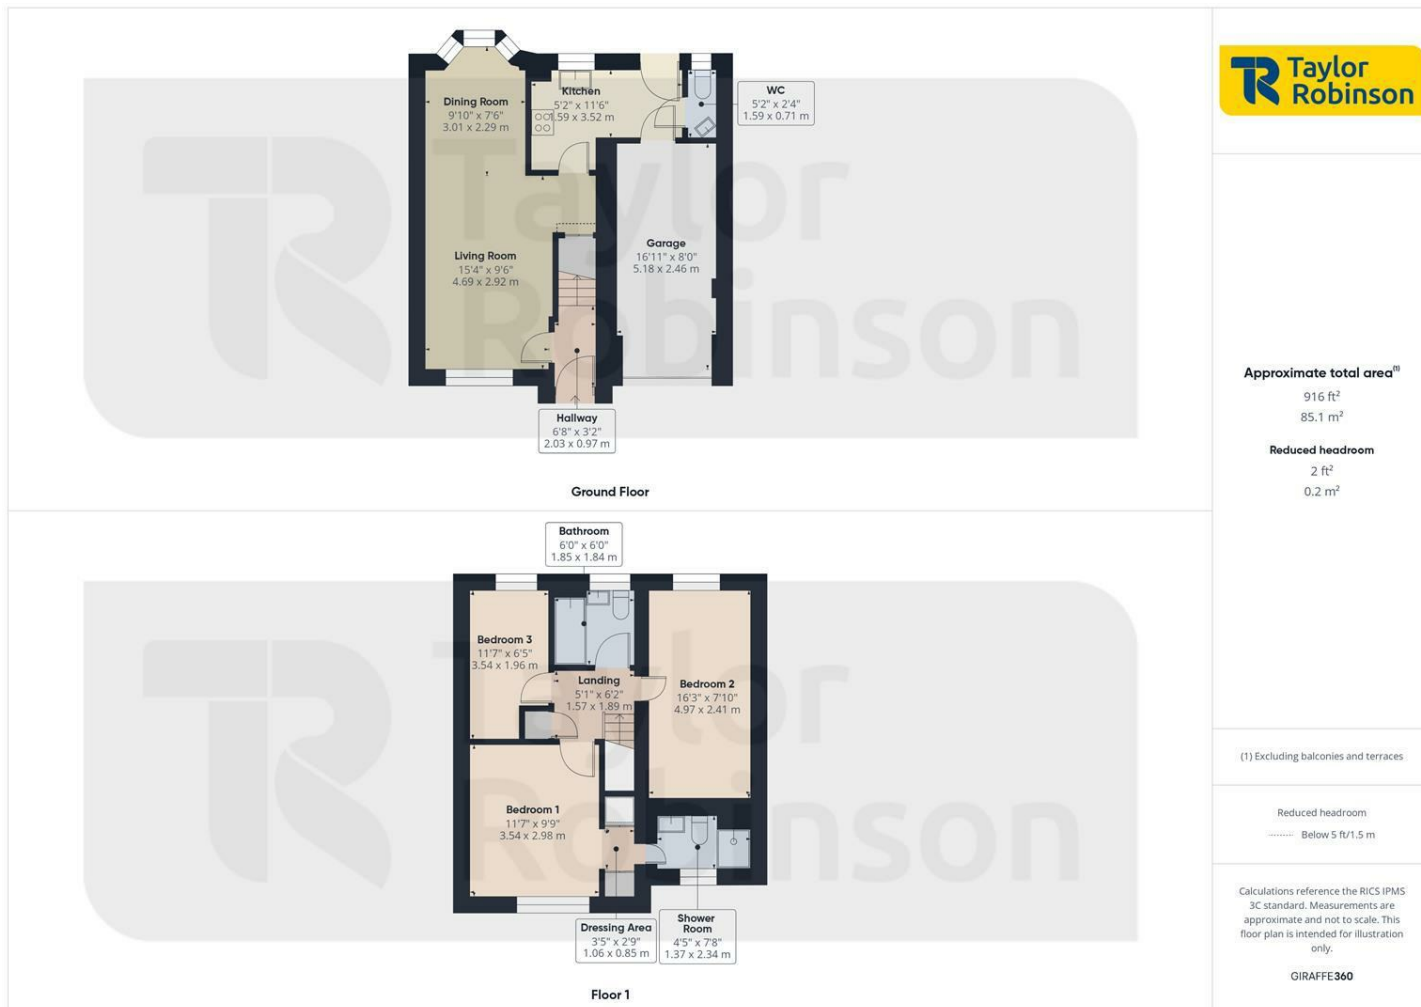 Taylor
Robinson
Dining Room
9'10" x 7'6"
3.01 x 2.29 m
Kitchen
5'2" x 11'6"
1.59 x 3.52 m
WC
5'2" x 2'4"
1.59 x 0.71 m
Living Room
15'4" x 9'6"
4.69 x 2.92 m
Garage
16'11" x 8'0"
5.18 x 2.46 m
Hallway
6'8" x 3'2"
2.03 x 0.97 m
Taylor
Robinson
Ground Floor
Bathroom
6'0" x 6'0"
1.85 x 1.84 m
Bedroom 3
11'7" x 6'5"
3.54 x 1.96 m
Landing
5'1" x 6'2"
1.57 x 1.89 m
Bedroom 2
16'3" x 7'10"
4.97 x 2.41 m
Bedroom 1
11'7" x 9'9"
3.54 x 2.98 m
Dressing Area
3'5" x 2'9"
1.06 x 0.85 m
Shower
Room
4'5" x 7'8"
1.37 x 2.34 m
Taylor
Robinson
Floor 1
Approximate total area(1)
916 ft²
85.1 m²
Reduced headroom
2 ft²
0.2 m²
(1) Excluding balconies and terraces
Reduced headroom
Below 5 ft/1.5 m
Calculations reference the RICS IPMS
3C standard. Measurements are
approximate and not to scale. This
floor plan is intended for illustration
only.
GIRAFFE360